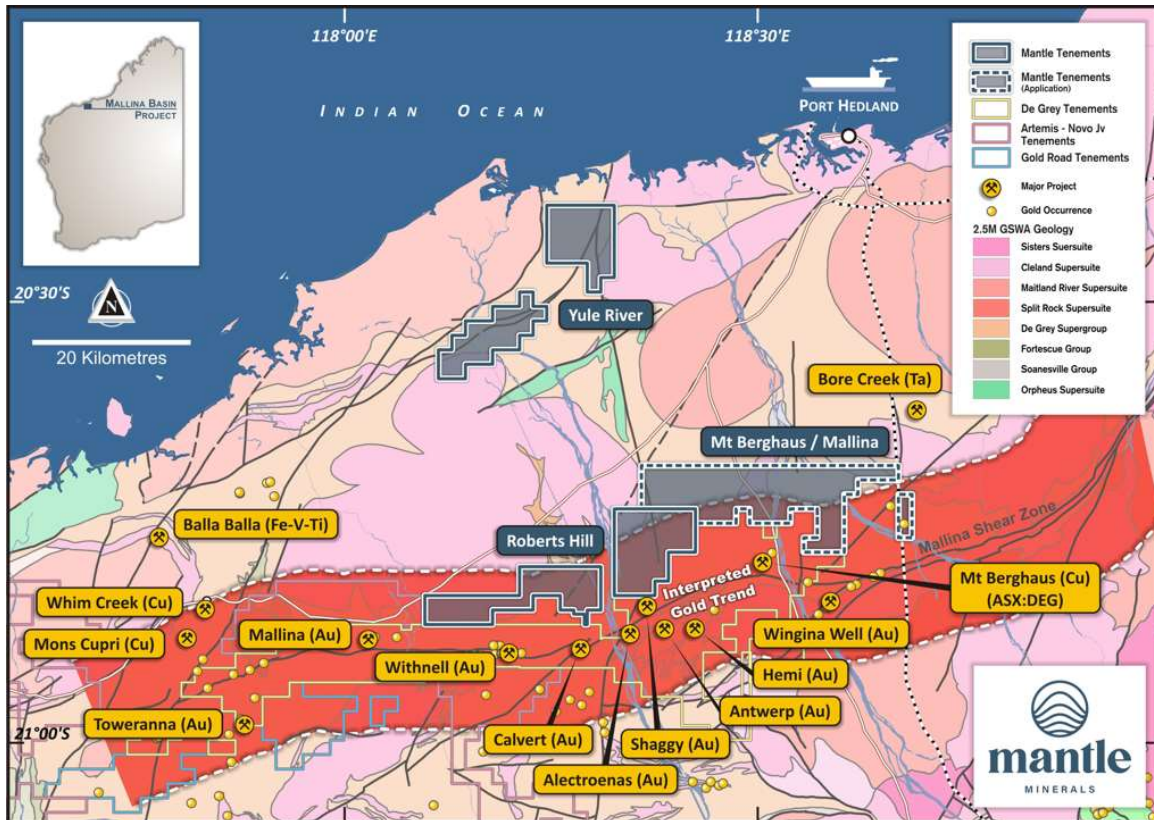 118°00'E
118°30'E
MALLINA BASIN
PROJECT
INDIAN OCEAN
PORT HEDLAND
Mantle Tenements
Mantle Tenements
(Application)
De Grey Tenements
Artemis - Novo Jv
Tenements
Gold Road Tenements
Major Project
Gold Occurrence
2.5M GSWA Geology
Sisters Suersuite
Cleland Supersuite
Maitland River Supersuite
Split Rock Supersuite
De Grey Supergroup
Fortescue Group
Soanesville Group
Orpheus Supersuite
20°30'S
N
20 Kilometres
Yule River
Bore Creek (Ta)
Mt Berghaus / Mallina
Balla Balla (Fe-V-Ti)
Roberts Hill
Mallina Shear Zone
Interpreted
Gold Trend
Mt Berghaus (Cu)
(ASX:DEG)
Whim Creek (Cu)
Mons Cupri (Cu)
Mallina (Au)
Withnell (Au)
Wingina Well (Au)
Hemi (Au)
Antwerp (Au)
Toweranna (Au)
Calvert (Au)
Shaggy (Au)
Alectroenas (Au)
21°00'S
mantle
MINERALS